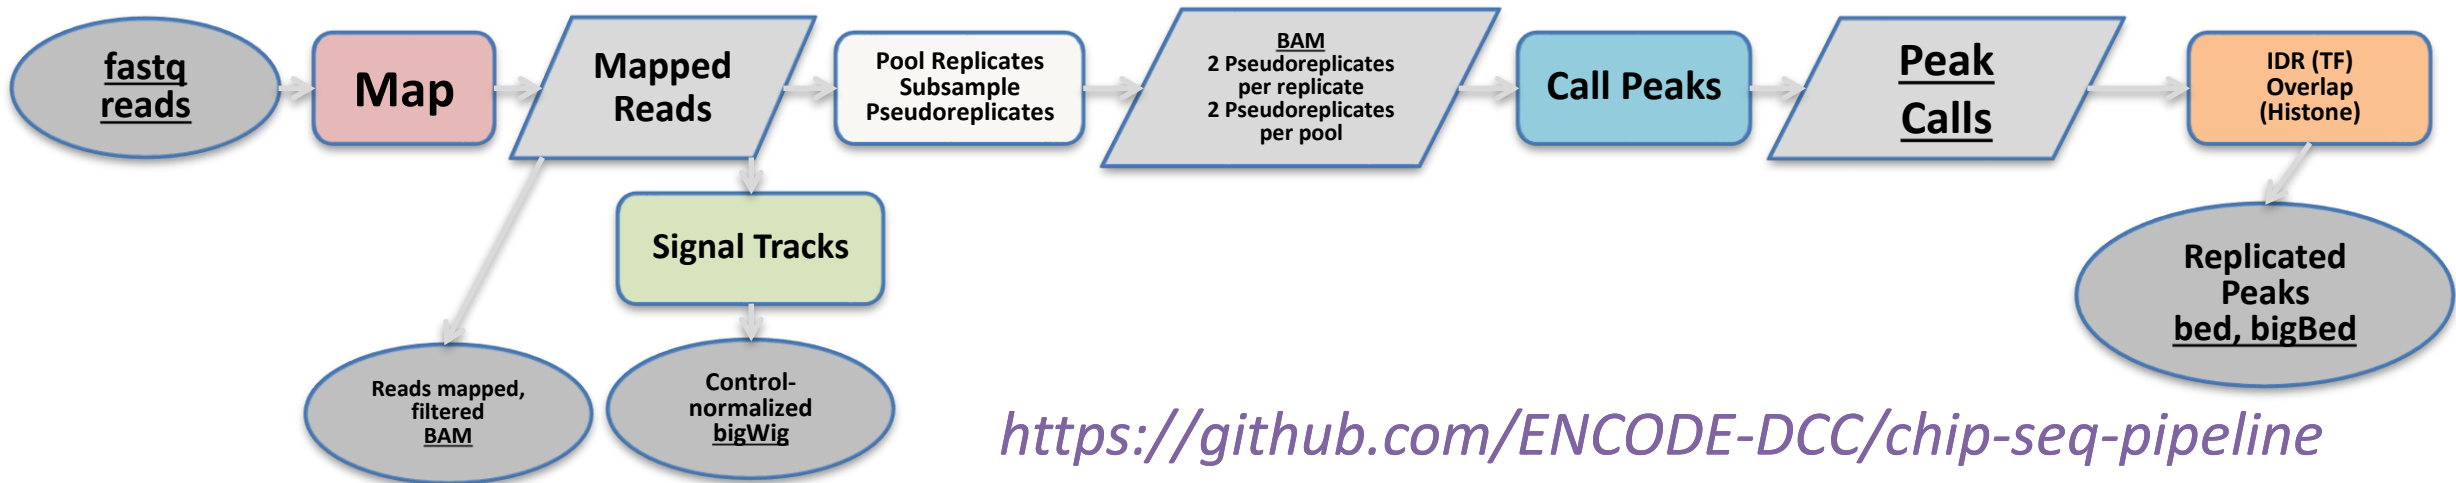 fastq
reads
Map
Mapped
Reads
Pool Replicates
Subsample
Pseudoreplicates
BAM
2 Pseudoreplicates
per replicate
2 Pseudoreplicates
per pool
Call Peaks
Peak
Calls
IDR (TF)
Overlap
(Histone)
Signal Tracks
Replicated
Peaks
bed, bigBed
Reads mapped,
filtered
BAM
Control-
normalized
bigWig
https://github.com/ENCODE-DCC/chip-seq-pipeline